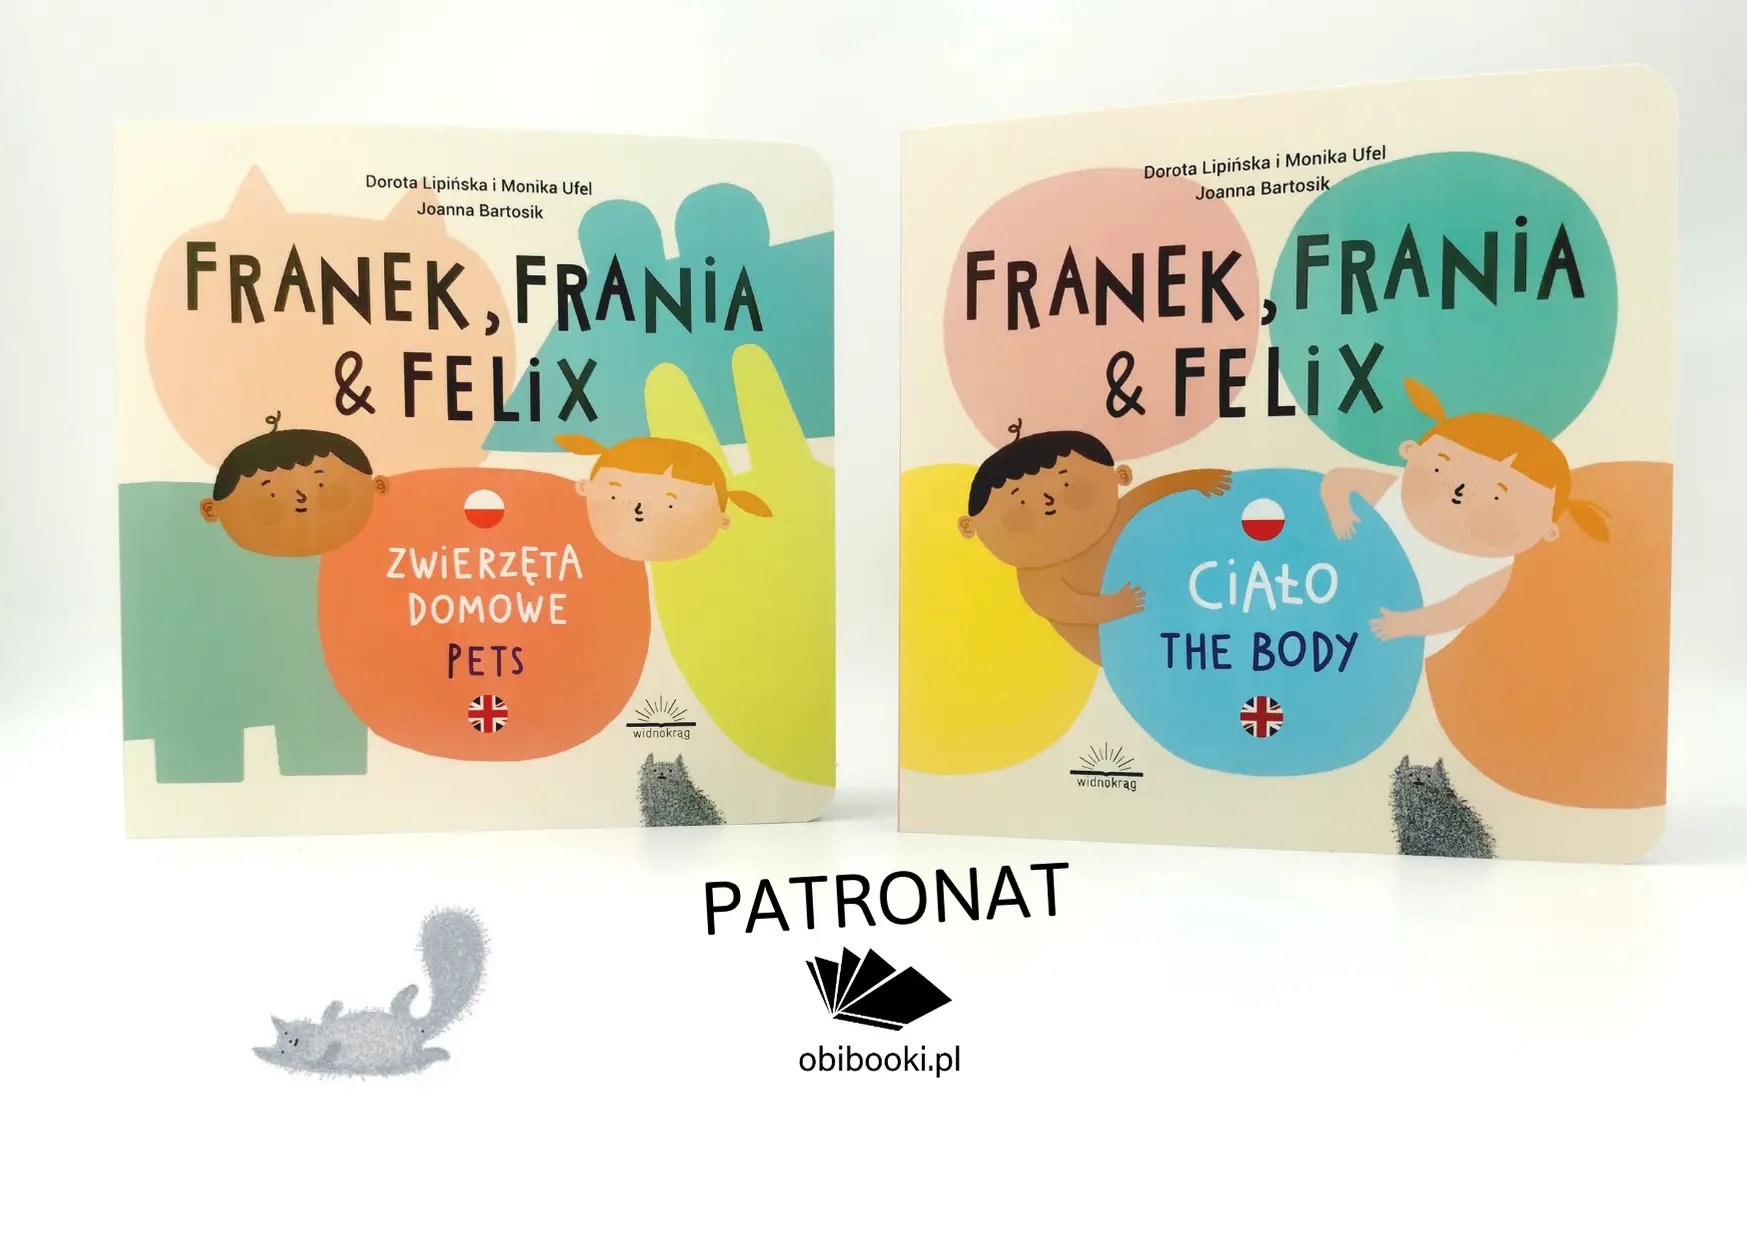 Dorota Lipińska i Monika Ufel
Joanna Bartosik
FRANEK, FRANiA
& FELiX
ZWiERZĘTA
DOMOWE
PETS
widnokrąg
Dorota Lipińska i Monika Ufel
Joanna Bartosik
FRANEK, FRANiA
& FELiX
CiAŁO
THE BODY
widnokrąg
PATRONAT
obibooki.pl